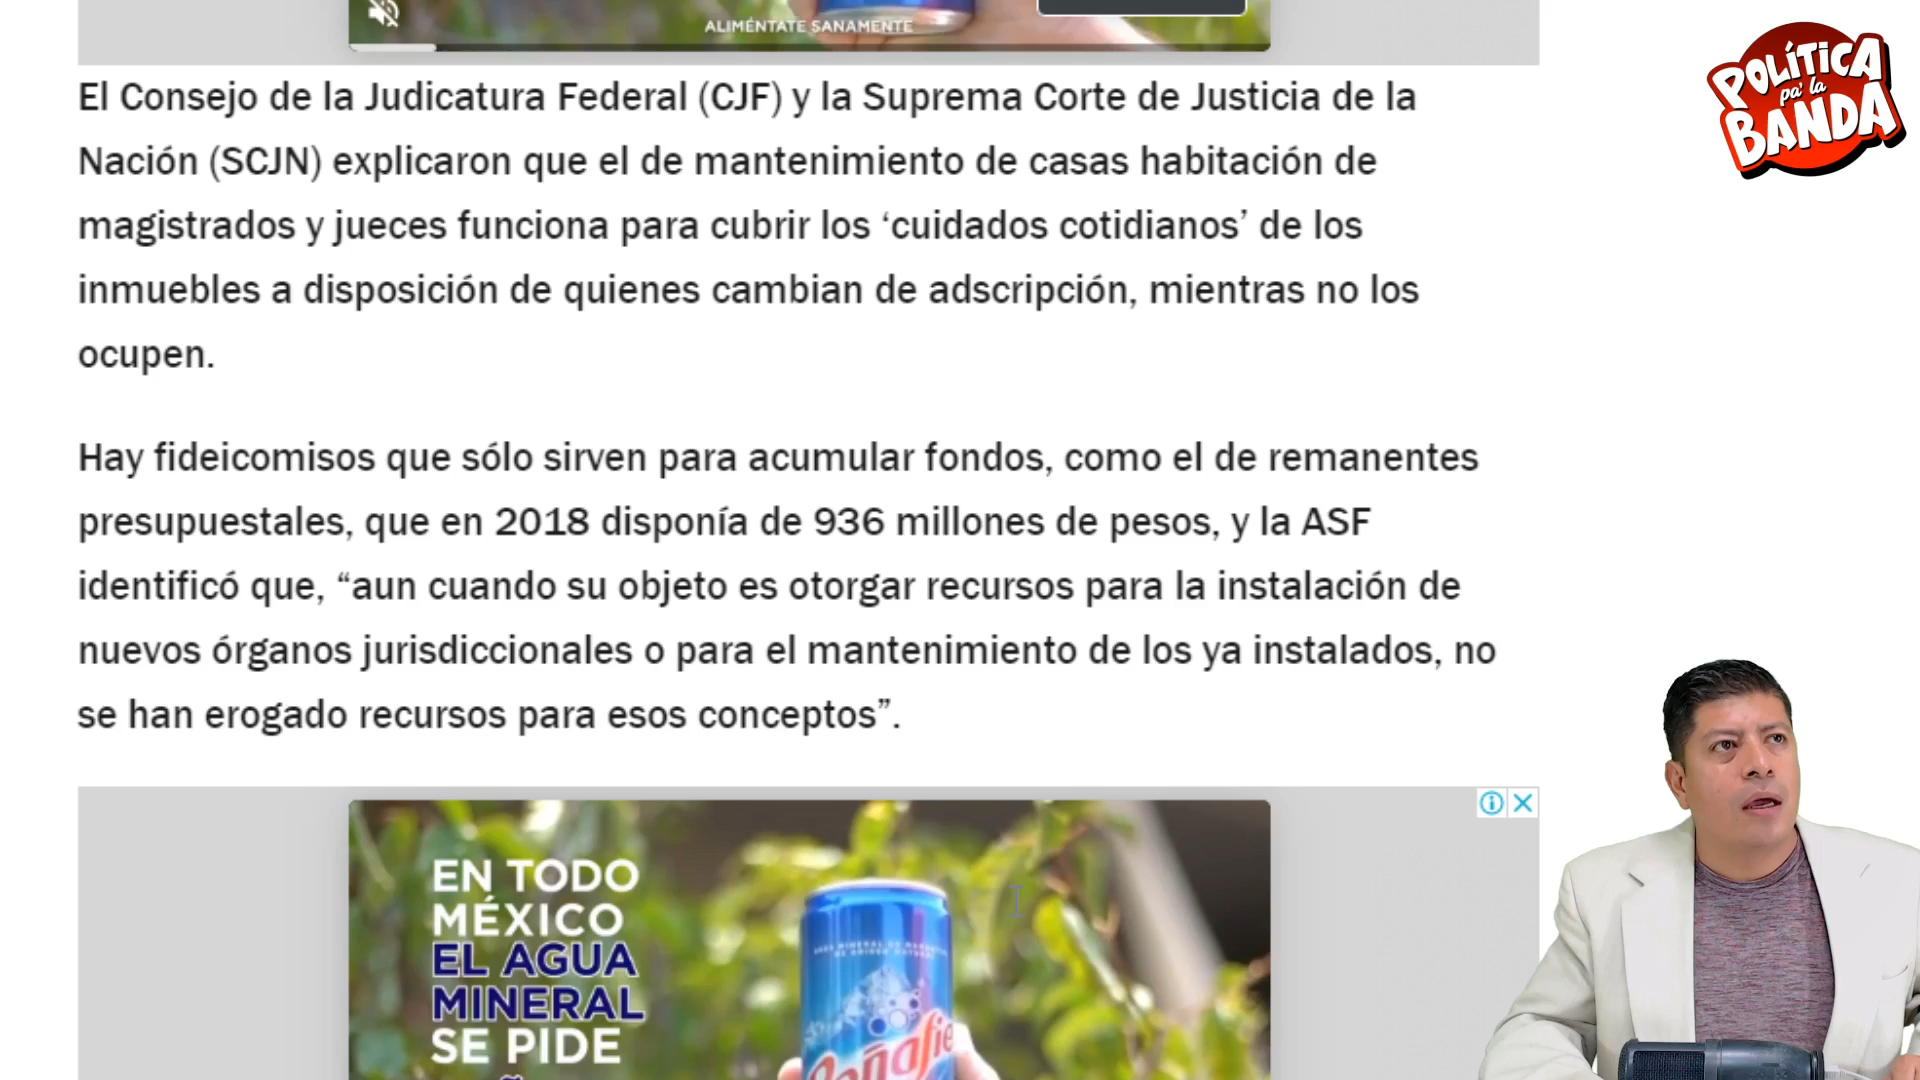 ALIMÉNTATE SANAMENTE
POLÍTICA
pa' la
BANDA
El Consejo de la Judicatura Federal (CJF) y la Suprema Corte de Justicia de la
Nación (SCJN) explicaron que el de mantenimiento de casas habitación de
magistrados y jueces funciona para cubrir los ‘cuidados cotidianos’ de los
inmuebles a disposición de quienes cambian de adscripción, mientras no los
ocupen.
Hay fideicomisos que sólo sirven para acumular fondos, como el de remanentes
presupuestales, que en 2018 disponía de 936 millones de pesos, y la ASF
identificó que, “aun cuando su objeto es otorgar recursos para la instalación de
nuevos órganos jurisdiccionales o para el mantenimiento de los ya instalados, no
se han erogado recursos para esos conceptos”.
EN TODO
MÉXICO
EL AGUA
MINERAL
SE PIDE